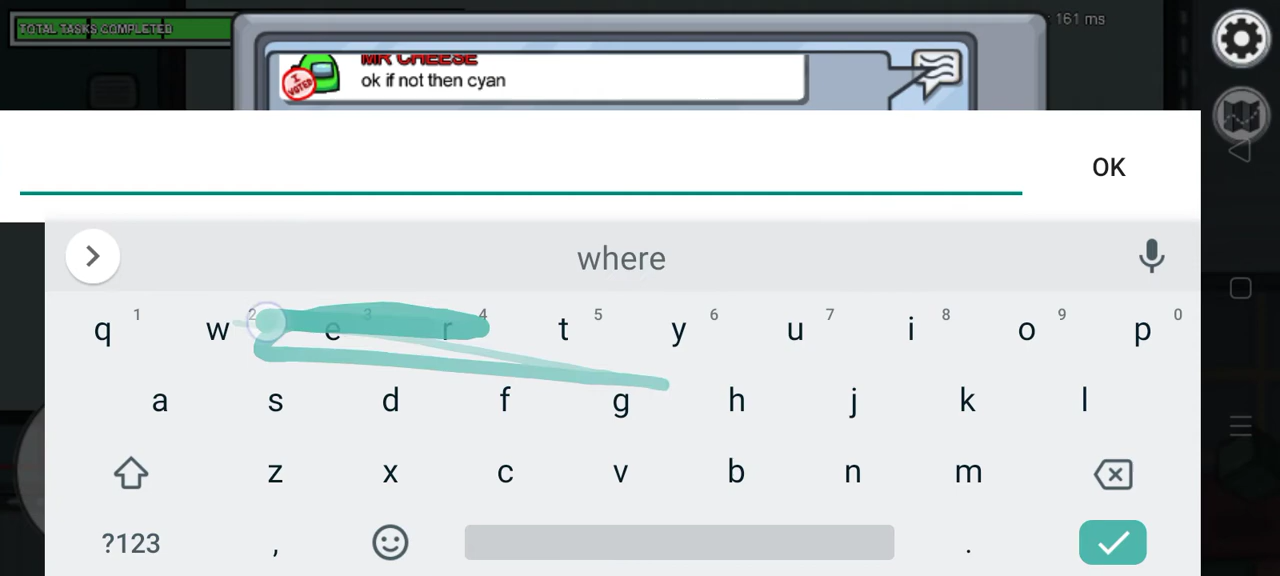 TOTAL TASKS COMPLETED
161 ms
MR CHEESE
I VOTED
ok if not then cyan
OK
where
q 1 w 2 e 3 r 4 t 5 y 6 u 7 i 8 o 9 p 0
a s d f g h j k l
z x c v b n m
?123 , .